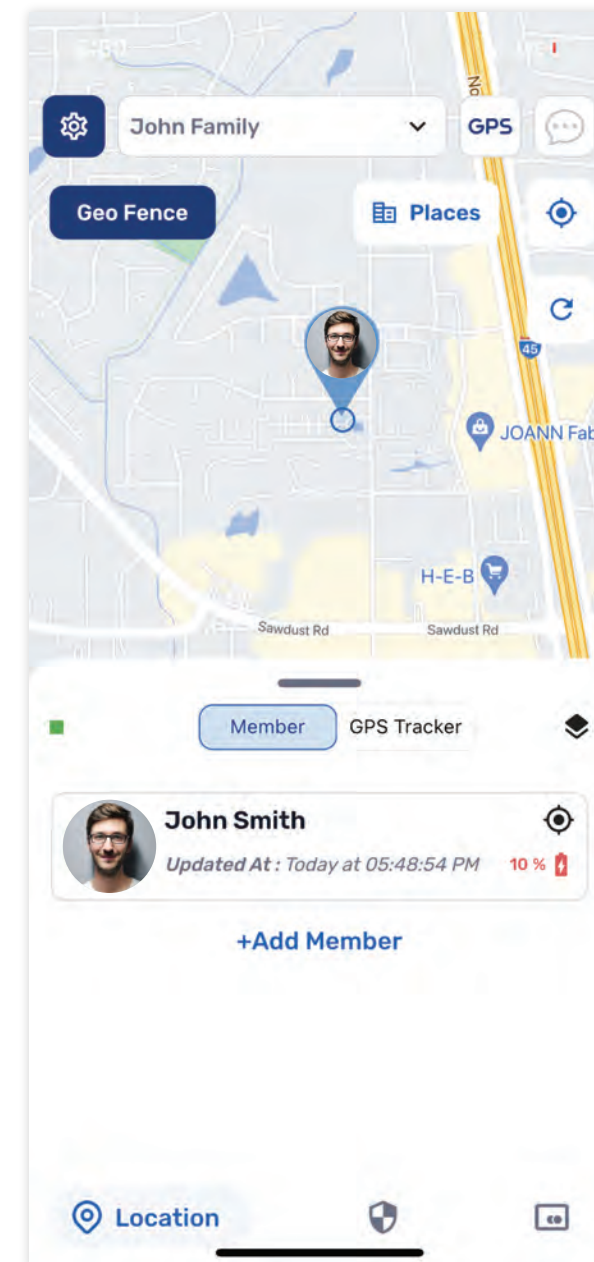 John Family
GPS
Geo Fence
Places
45
JOANN Fab
H-E-B
Sawdust Rd
Sawdust Rd
Member
GPS Tracker
John Smith
Updated At : Today at 05:48:54 PM
10 %
+Add Member
Location